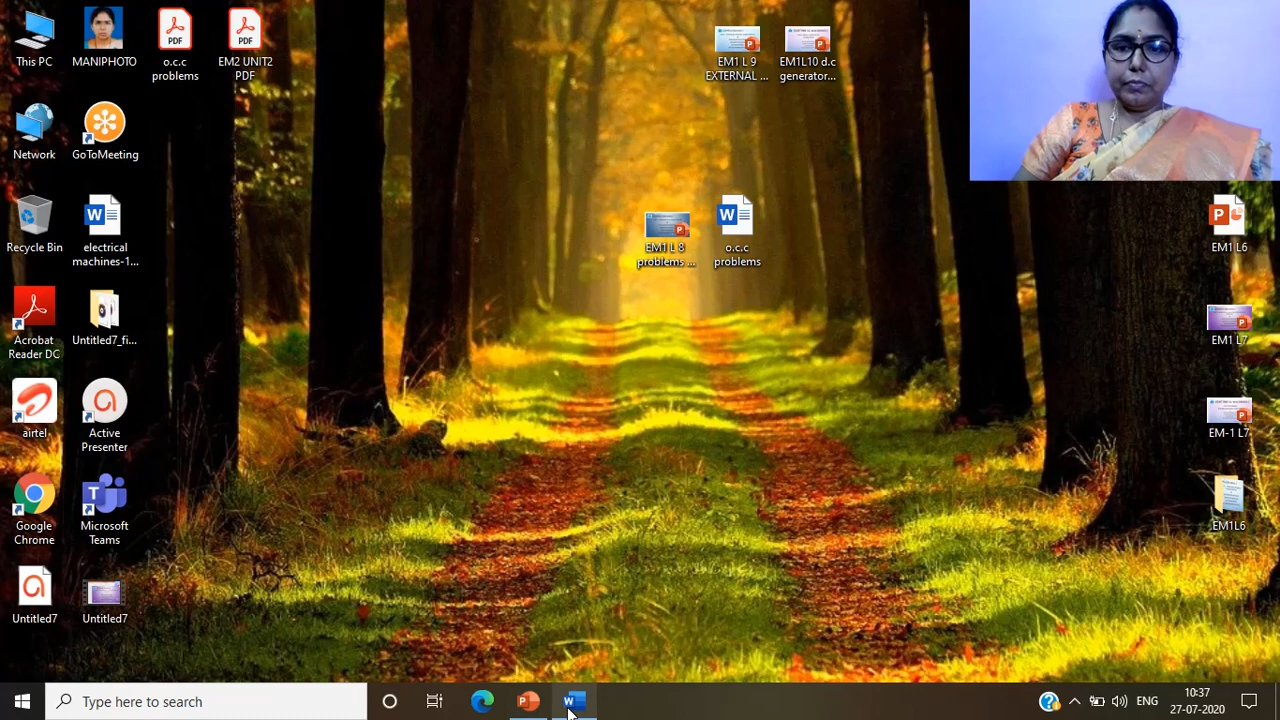 This PC
MANIPHOTO
o.c.c
problems
EM2 UNIT2
PDF
EM1 L 9
EXTERNAL ...
EM1L10 d.c
generator...
Network
GoToMeeting
Recycle Bin
electrical
machines-1...
EM1 L 8
problems ...
o.c.c
problems
EM1 L6
Acrobat
Reader DC
Untitled7_fi...
EM1 L7
airtel
Active
Presenter
EM-1 L7
Google
Chrome
Microsoft
Teams
EM1L6
Untitled7
Untitled7
Type here to search
ENG
10:37
27-07-2020